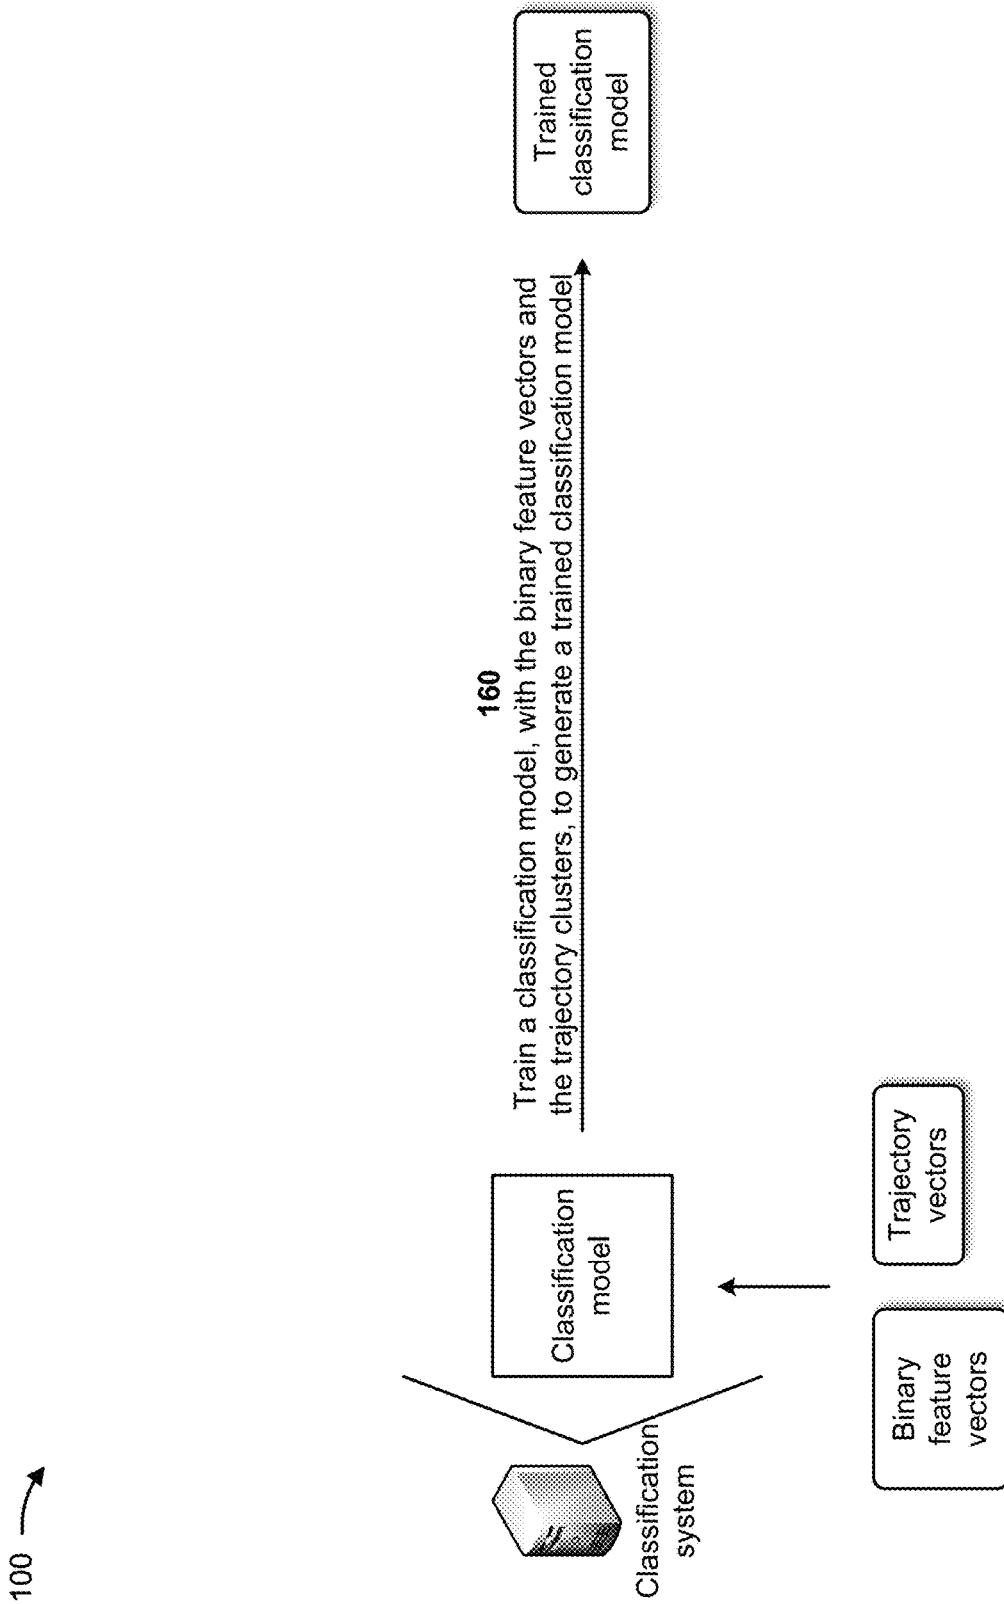 100
160
Train a classification model, with the binary feature vectors and
the trajectory clusters, to generate a trained classification model
Classification
system
Classification
model
Trained
classification
model
Binary
feature
vectors
Trajectory
vectors